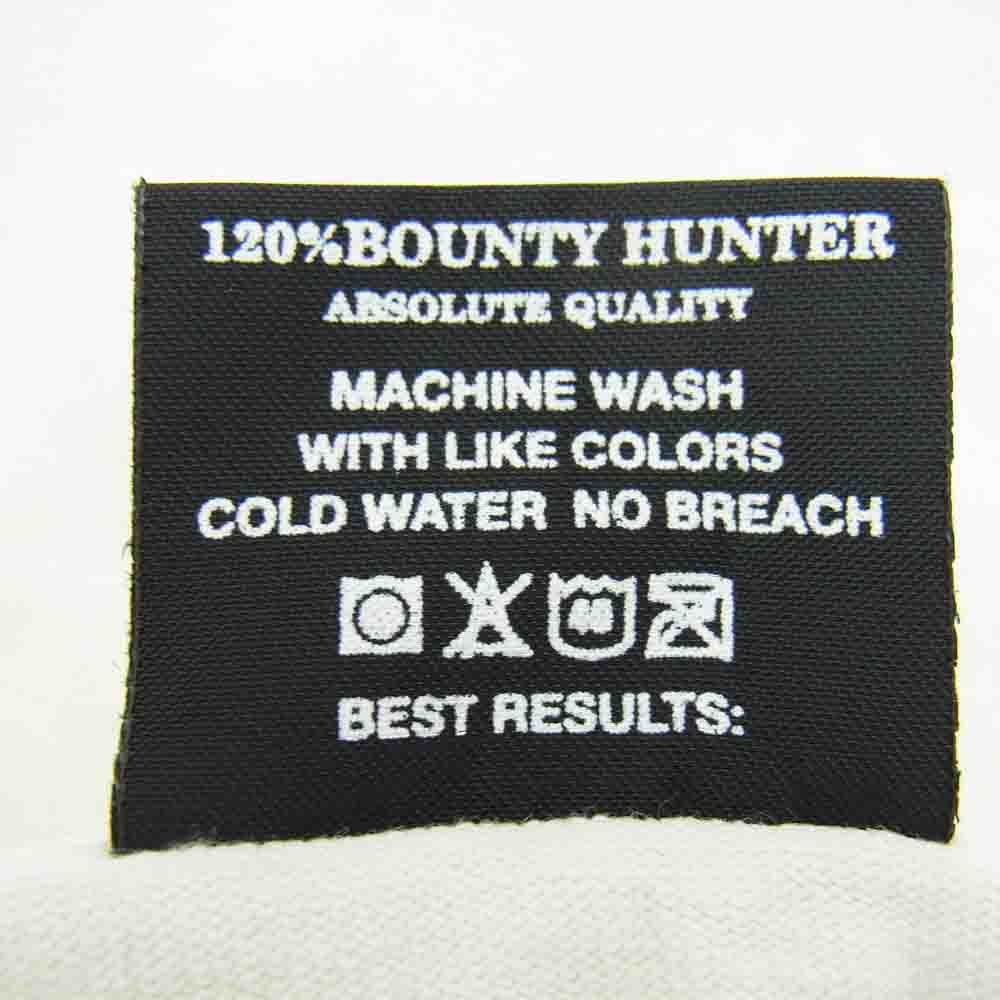 120%BOUNTY HUNTER
ABSOLUTE QUALITY
MACHINE WASH
WITH LIKE COLORS
COLD WATER NO BREACH
BEST RESULTS: